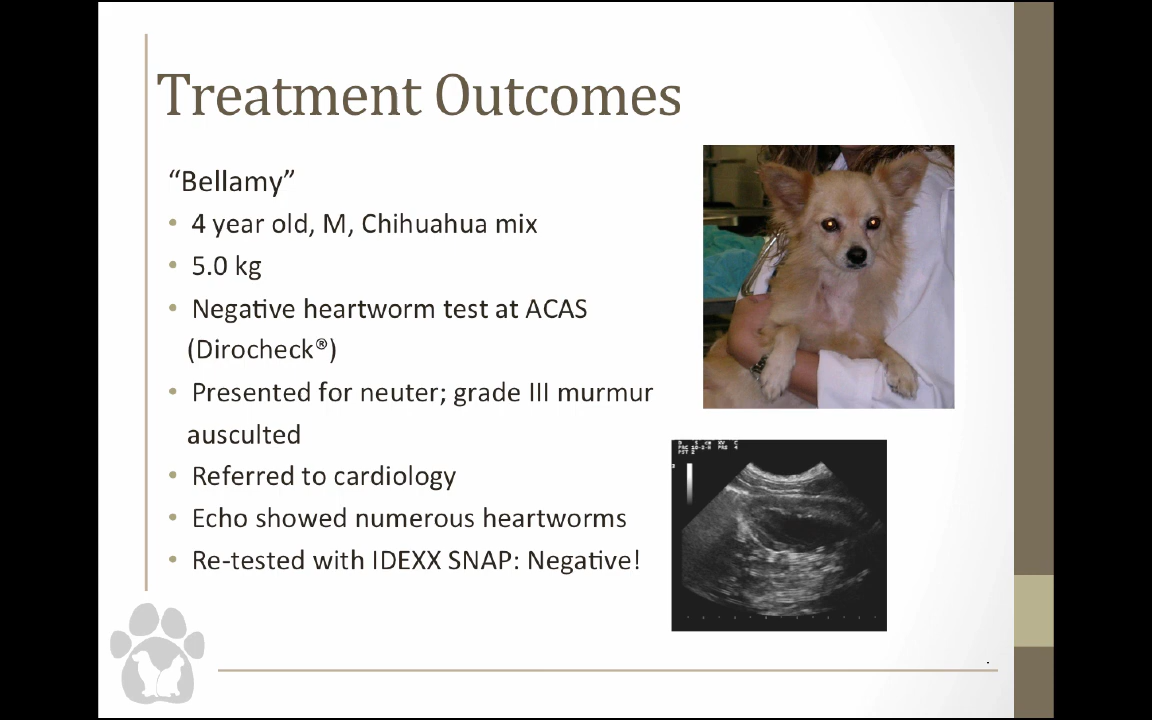 Treatment Outcomes
“Bellamy”
• 4 year old, M, Chihuahua mix
• 5.0 kg
• Negative heartworm test at ACAS
(Dirocheck®)
• Presented for neuter; grade III murmur
ausculted
• Referred to cardiology
• Echo showed numerous heartworms
• Re-tested with IDEXX SNAP: Negative!